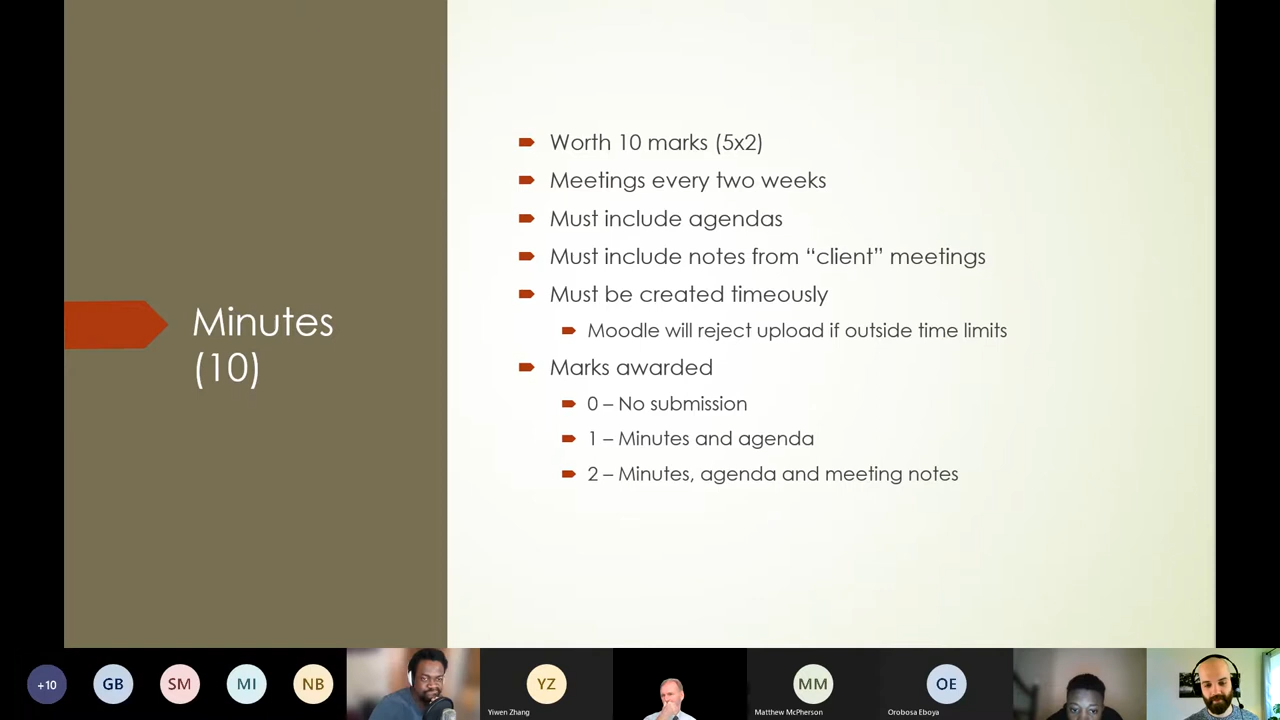 Minutes
(10)
Worth 10 marks (5x2)
Meetings every two weeks
Must include agendas
Must include notes from “client” meetings
Must be created timeously
Moodle will reject upload if outside time limits
Marks awarded
0 – No submission
1 – Minutes and agenda
2 – Minutes, agenda and meeting notes
+10
GB
SM
MI
NB
YZ
Yiwen Zhang
MM
Matthew McPherson
OE
Orobosa Eboya